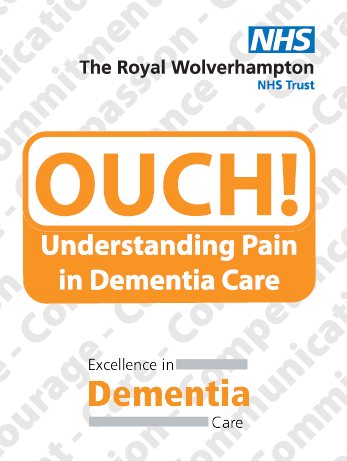 NHS
The Royal Wolverhampton
NHS Trust
OUCH!
Understanding Pain
in Dementia Care
Excellence in
Dementia
Care